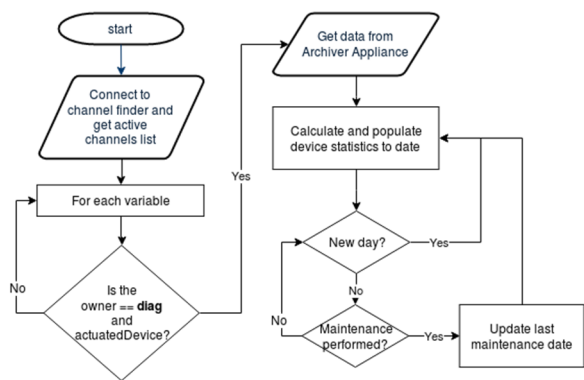 start
Connect to
channel finder and
get active
channels list
For each variable
No
Is the
owner == diag
and
actuatedDevice?
Yes
Get data from
Archiver Appliance
Calculate and populate
device statistics to date
New day?
Yes
No
No
Maintenance
performed?
Yes
Update last
maintenance date